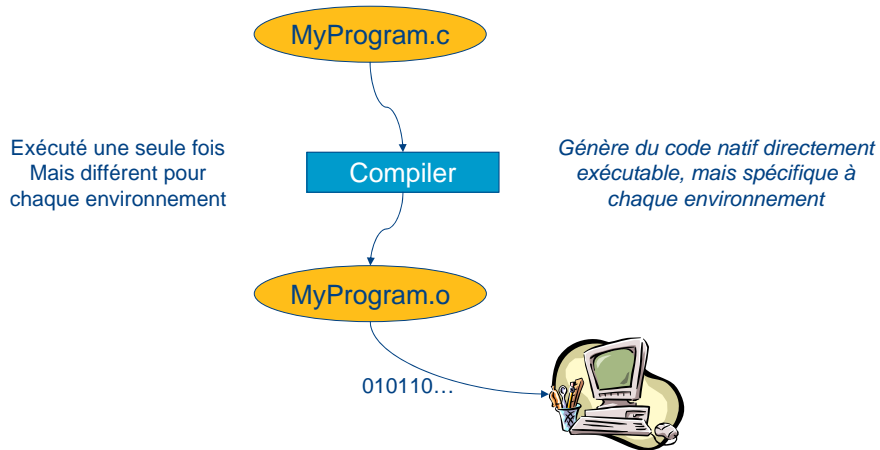 MyProgram.c
Exécuté une seule fois
Mais différent pour
chaque environnement
Compiler
Génère du code natif directement
exécutable, mais spécifique à
chaque environnement
MyProgram.o
010110…